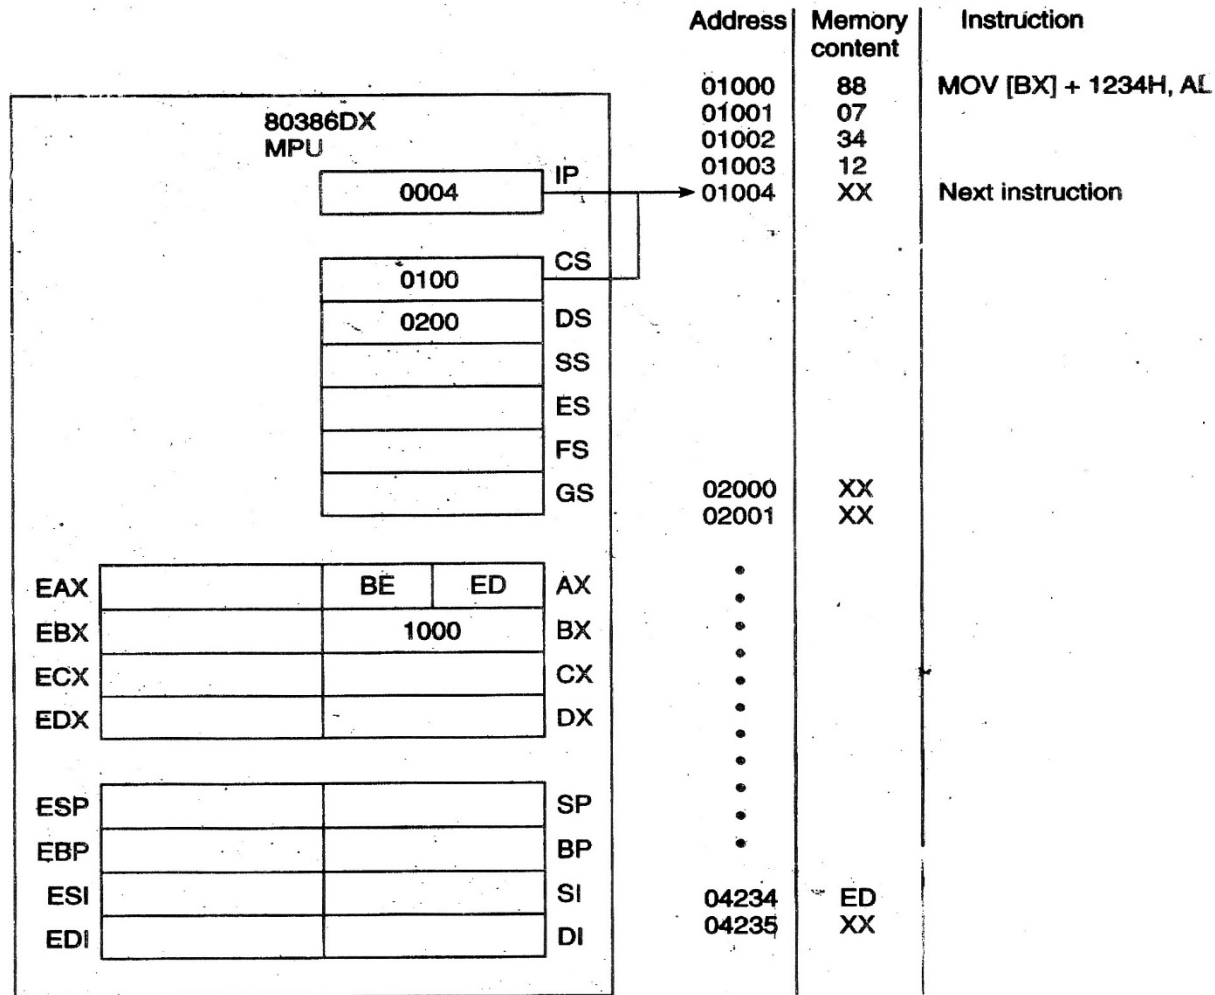 Address Memory content Instruction
01000 88 MOV [BX] + 1234H, AL
01001 07
01002 34
01003 12
01004 XX Next instruction
80386DX
MPU
0004 IP
0100 CS
0200 DS
SS
ES
FS
GS
02000 XX
02001 XX
EAX BE ED AX
EBX 1000 BX
ECX CX
EDX DX
ESP SP
EBP BP
ESI SI
EDI DI
04234 ED
04235 XX